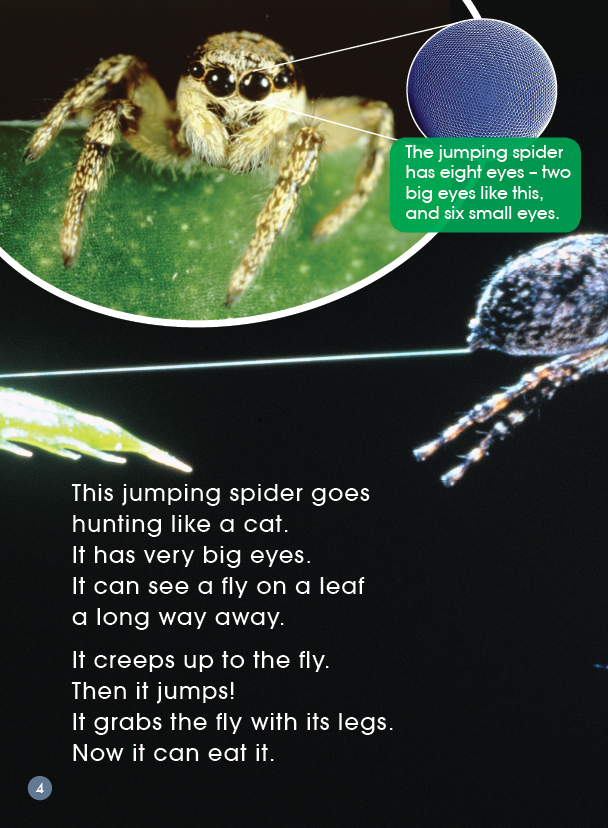 The jumping spider
has eight eyes – two
big eyes like this,
and six small eyes.
This jumping spider goes
hunting like a cat.
It has very big eyes.
It can see a fly on a leaf
a long way away.
It creeps up to the fly.
Then it jumps!
It grabs the fly with its legs.
Now it can eat it.
4